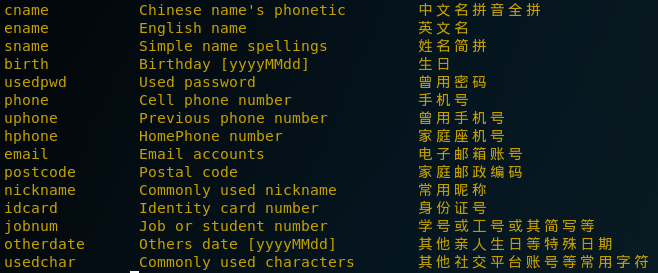 cname Chinese name's phonetic 中文名拼音全拼
ename English name 英文名
sname Simple name spellings 姓名简拼
birth Birthday [yyyyMMdd] 生日
usedpwd Used password 曾用密码
phone Cell phone number 手机号
uphone Previous phone number 曾用手机号
hphone HomePhone number 家庭座机号
email Email accounts 电子邮箱账号
postcode Postal code 家庭邮政编码
nickname Commonly used nickname 常用昵称
idcard Identity card number 身份证号
jobnum Job or student number 学号或工号或其简写等
otherdate Others date [yyyyMMdd] 其他亲人生日等特殊日期
usedchar Commonly used characters 其他社交平台账号等常用字符